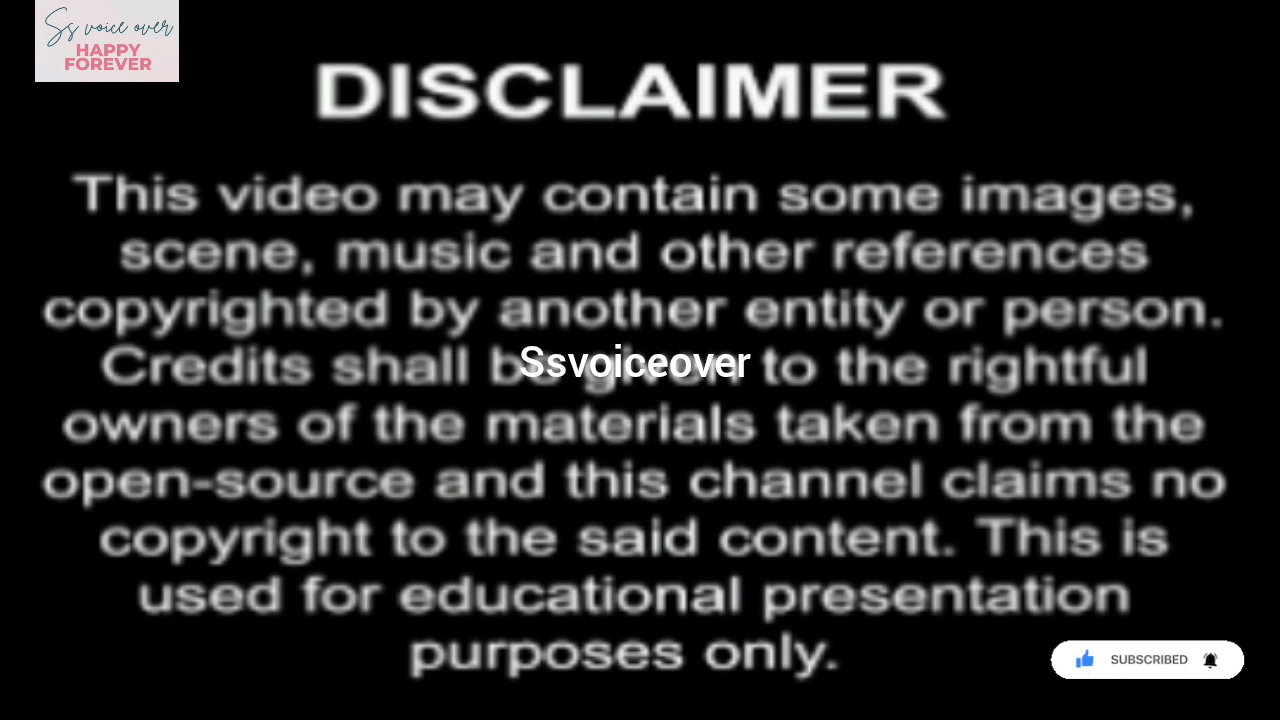 Ss voice over
HAPPY
FOREVER
DISCLAIMER
This video may contain some images,
scene, music and other references
copyrighted by another entity or person.
Credits shall be given to the rightful
Ssvoiceover
owners of the materials taken from the
open-source and this channel claims no
copyright to the said content. This is
used for educational presentation
purposes only.
SUBSCRIBED